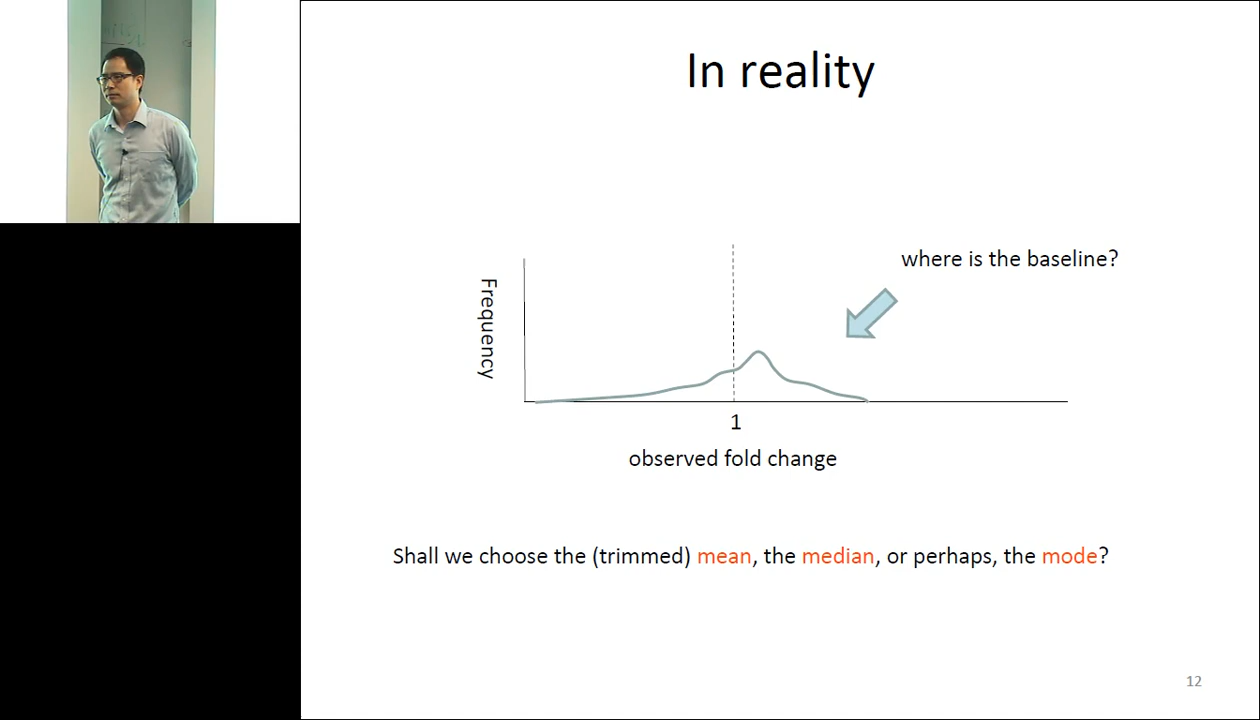 In reality
where is the baseline?
Frequency
1
observed fold change
Shall we choose the (trimmed) mean, the median, or perhaps, the mode?
12